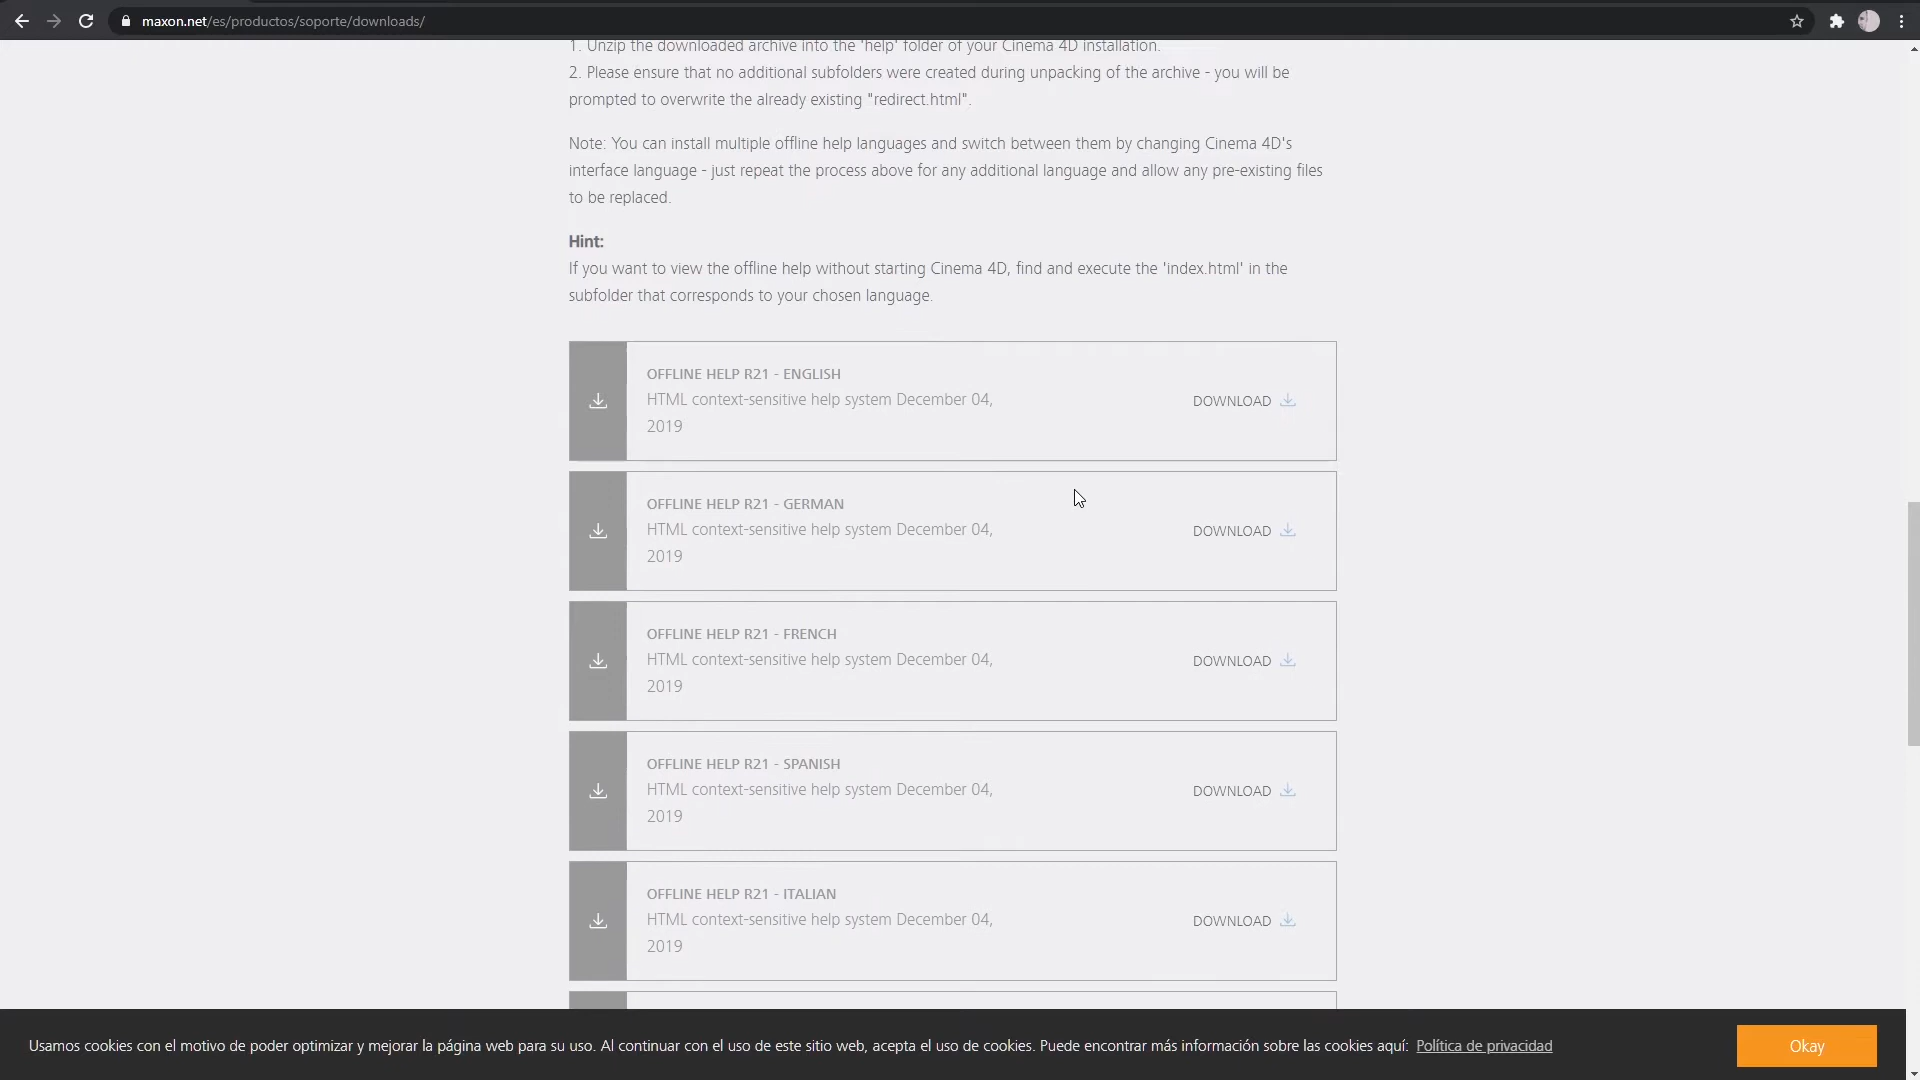 maxon.net/es/productos/soporte/downloads/
1. Unzip the downloaded archive into the 'help' folder of your Cinema 4D installation.
2. Please ensure that no additional subfolders were created during unpacking of the archive - you will be
prompted to overwrite the already existing "redirect.html".
Note: You can install multiple offline help languages and switch between them by changing Cinema 4D's
interface language - just repeat the process above for any additional language and allow any pre-existing files
to be replaced.
Hint:
If you want to view the offline help without starting Cinema 4D, find and execute the 'index.html' in the
subfolder that corresponds to your chosen language.
OFFLINE HELP R21 - ENGLISH
HTML context-sensitive help system December 04,
2019
DOWNLOAD
OFFLINE HELP R21 - GERMAN
HTML context-sensitive help system December 04,
2019
DOWNLOAD
OFFLINE HELP R21 - FRENCH
HTML context-sensitive help system December 04,
2019
DOWNLOAD
OFFLINE HELP R21 - SPANISH
HTML context-sensitive help system December 04,
2019
DOWNLOAD
OFFLINE HELP R21 - ITALIAN
HTML context-sensitive help system December 04,
2019
DOWNLOAD
Usamos cookies con el motivo de poder optimizar y mejorar la página web para su uso. Al continuar con el uso de este sitio web, acepta el uso de cookies. Puede encontrar más información sobre las cookies aquí: Política de privacidad
Okay